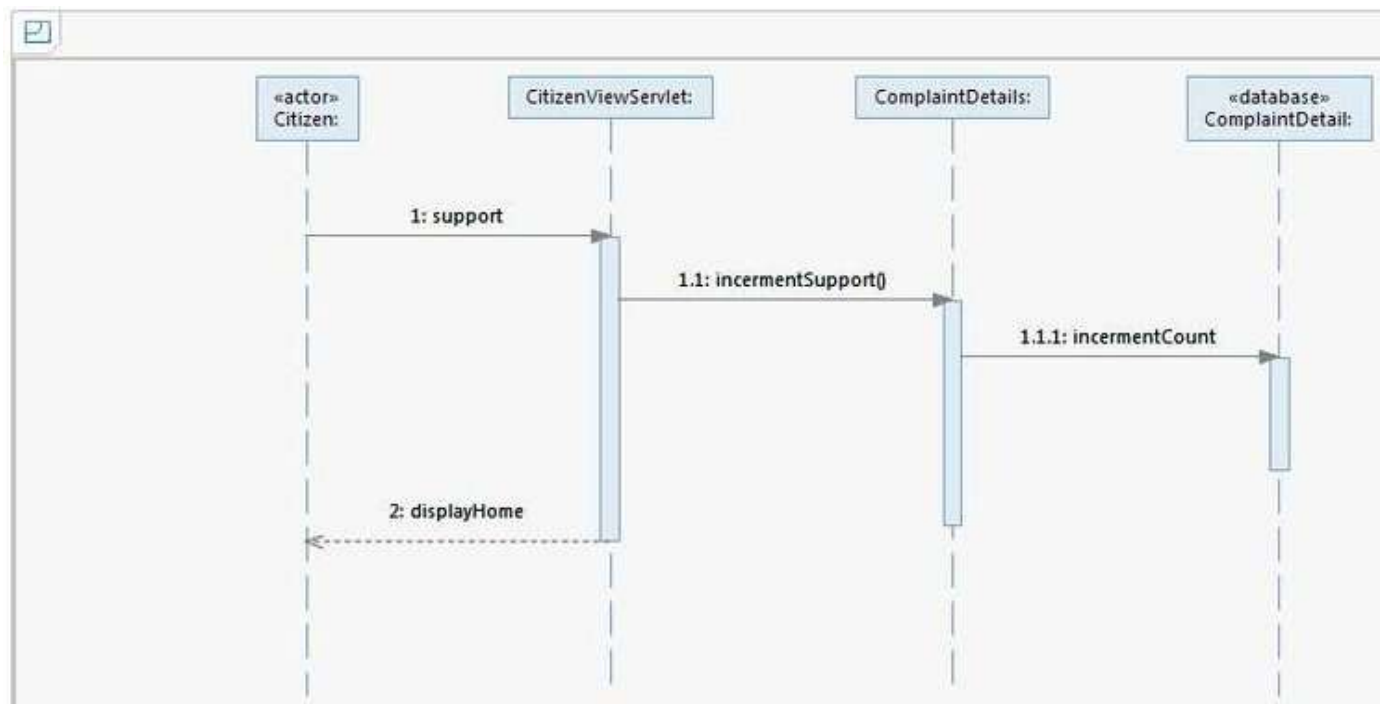 «actor»
Citizen:
CitizenViewServlet:
ComplaintDetails:
«database»
ComplaintDetail:
1: support
1.1: incermentSupport()
1.1.1: incermentCount
2: displayHome